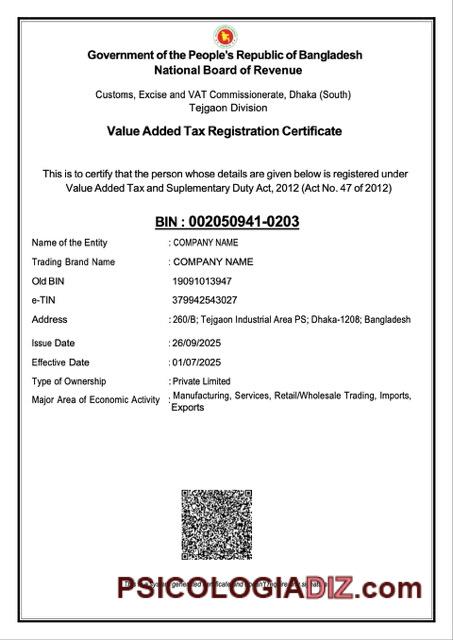 Government of the People's Republic of Bangladesh
National Board of Revenue
Customs, Excise and VAT Commissionerate, Dhaka (South)
Tejgaon Division
Value Added Tax Registration Certificate
This is to certify that the person whose details are given below is registered under
Value Added Tax and Suplementary Duty Act, 2012 (Act No. 47 of 2012)
BIN : 002050941-0203
Name of the Entity : COMPANY NAME
Trading Brand Name : COMPANY NAME
Old BIN 19091013947
e-TIN 379942543027
Address : 260/B; Tejgaon Industrial Area PS; Dhaka-1208; Bangladesh
Issue Date : 26/09/2025
Effective Date : 01/07/2025
Type of Ownership : Private Limited
Major Area of Economic Activity : Manufacturing, Services, Retail/Wholesale Trading, Imports,
Exports
PSICOLOGIADIZ.com